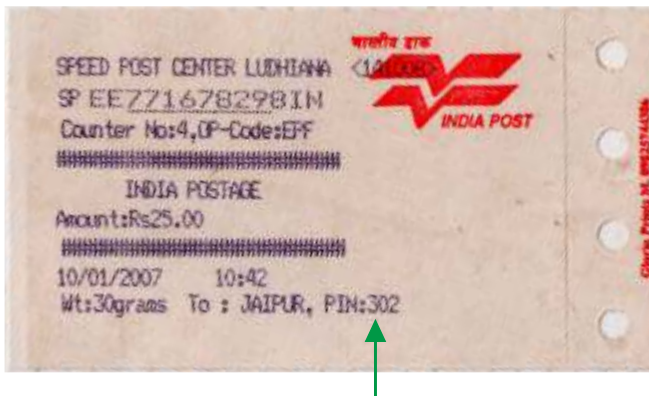 भारतीय डाक
SPEED POST CENTER LUDHIANA <141008>
SP EE771678298IN
Counter No:4,OP-Code:EPF
INDIA POST
INDIA POSTAGE
Amount:Rs25.00
10/01/2007 10:42
Wt:30grams To : JAIPUR, PIN:302